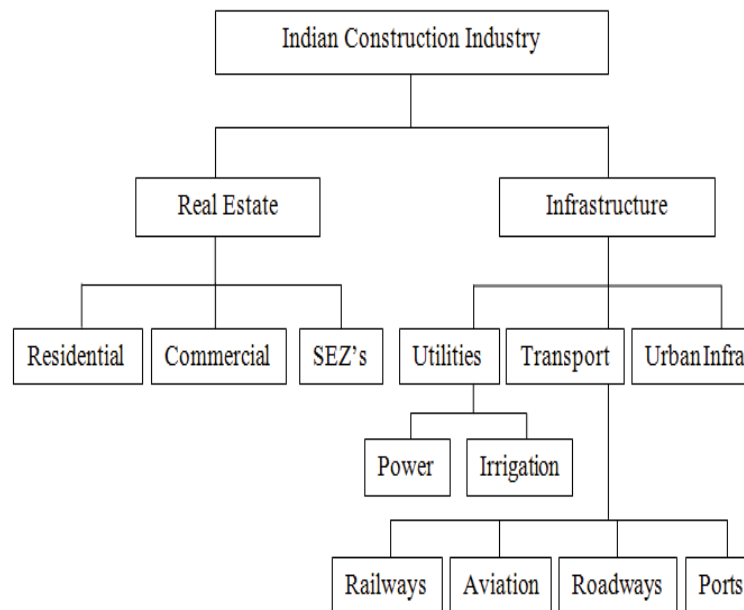 Indian Construction Industry
Real Estate
Infrastructure
Residential
Commercial
SEZ’s
Utilities
Transport
Urban Infra
Power
Irrigation
Railways
Aviation
Roadways
Ports